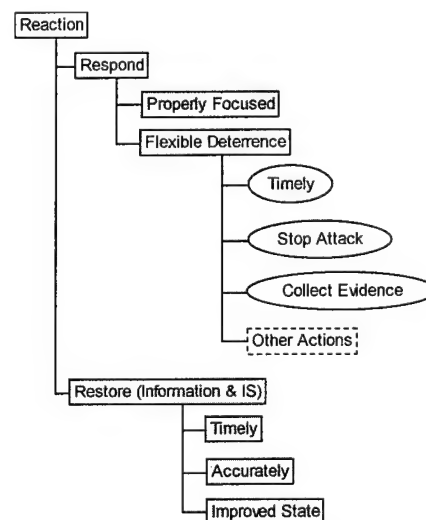 Reaction
Respond
Properly Focused
Flexible Deterrence
Timely
Stop Attack
Collect Evidence
Other Actions
Restore (Information & IS)
Timely
Accurately
Improved State